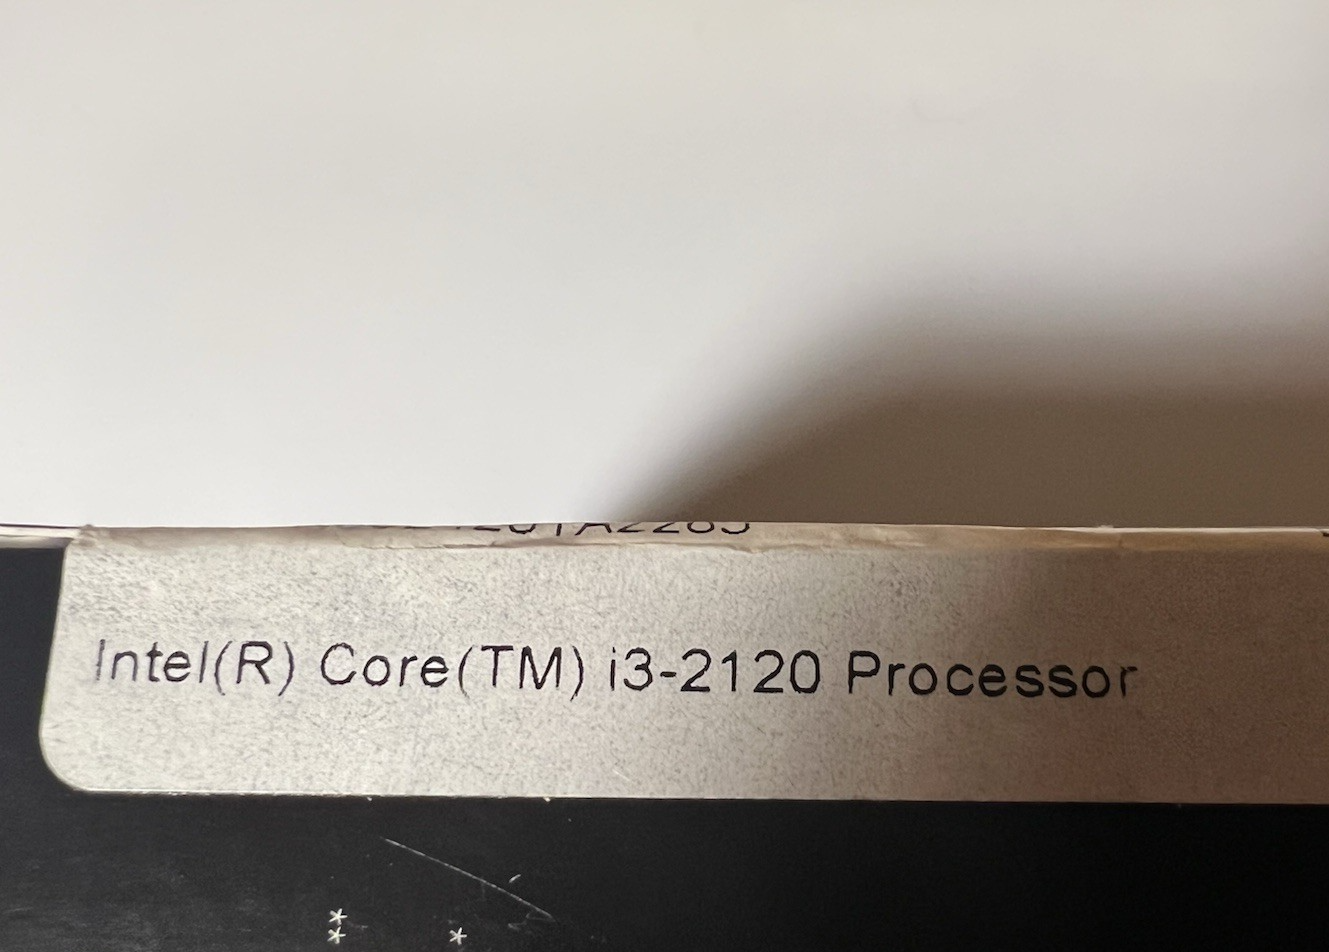 Intel(R) Core(TM) i3-2120 Processor
*
* *